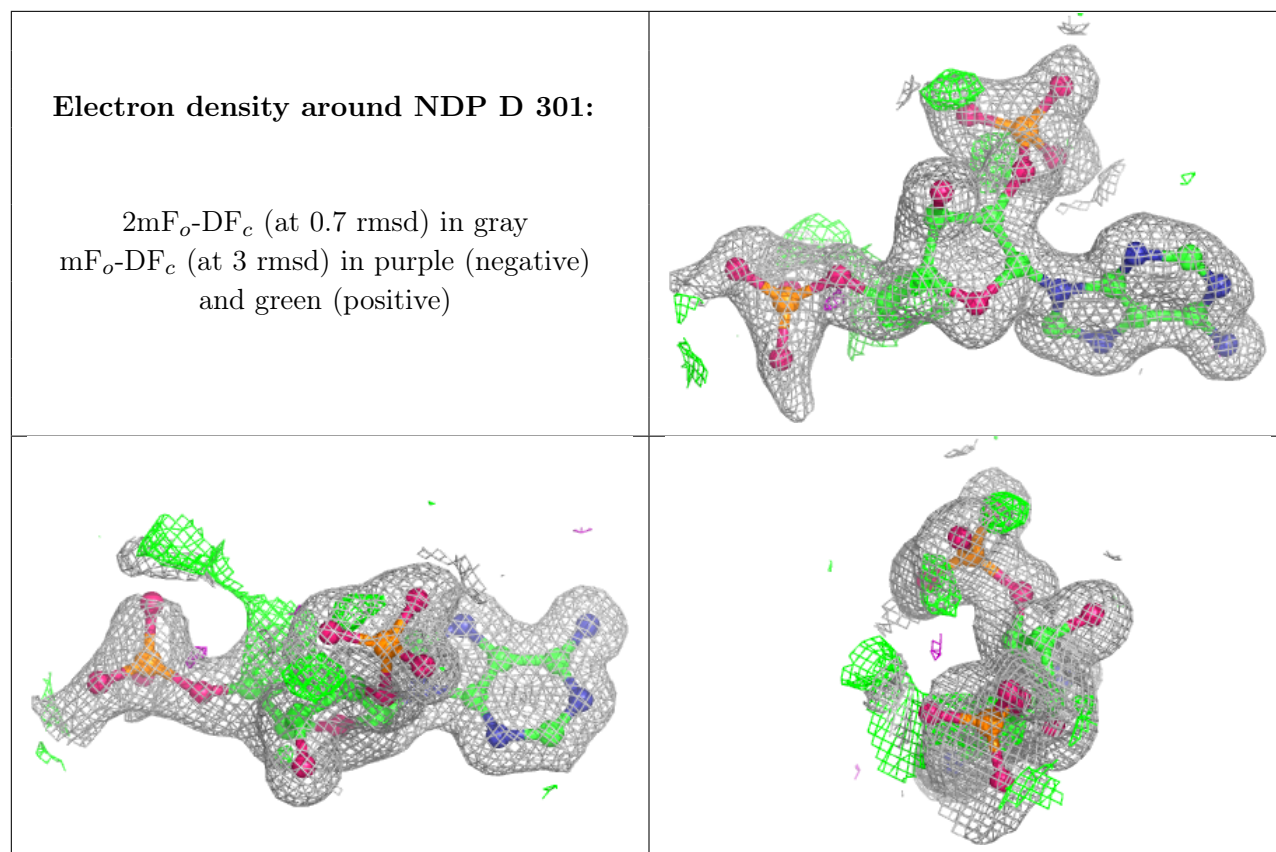 Electron density around NDP D 301:
2mFo-DFc (at 0.7 rmsd) in gray
mFo-DFc (at 3 rmsd) in purple (negative)
and green (positive)